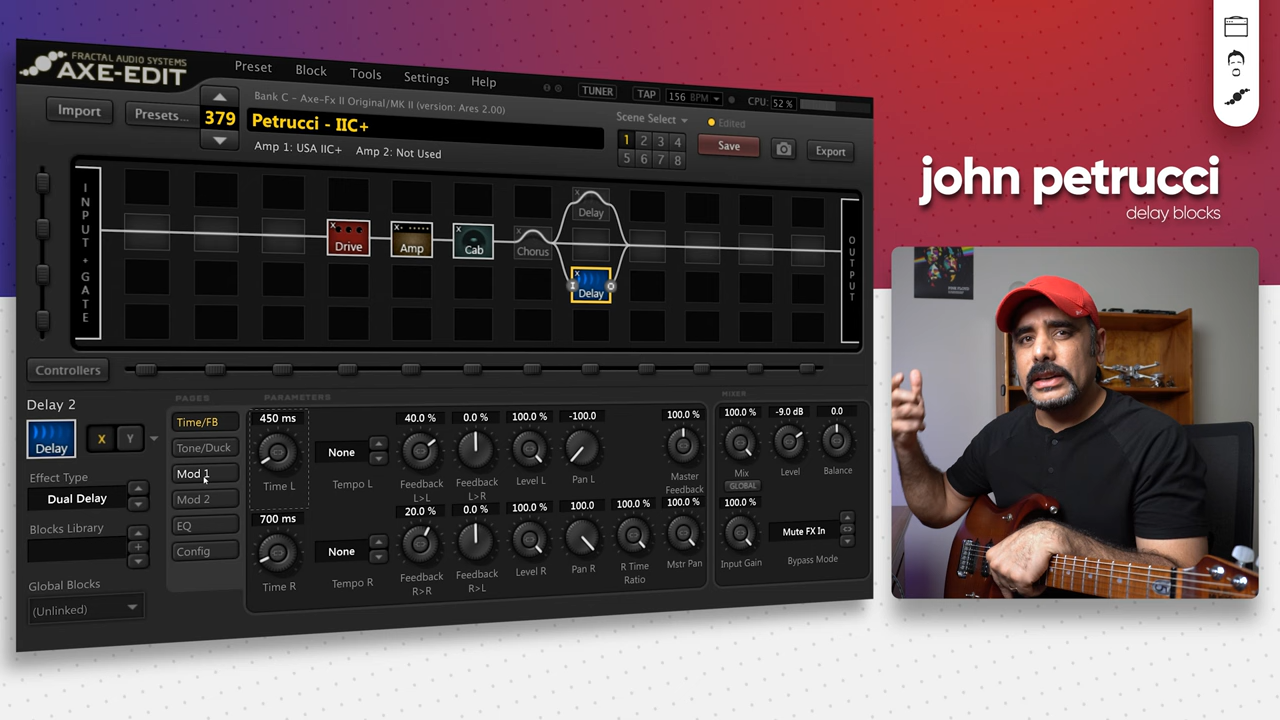 FRACTAL AUDIO SYSTEMS
AXE-EDIT
Preset
Block
Tools
Settings
Help
TUNER
TAP
156 BPM
CPU: 52 %
Import
Presets...
379
Bank C – Axe-Fx II Original/MK II (version: Ares 2.00)
Petrucci - IIC+
Amp 1: USA IIC+ Amp 2: Not Used
Scene Select
1 2 3 4
5 6 7 8
Edited
Save
Export
INPUT + GATE
X Drive
X Amp
X Cab
X Chorus
X Delay
X Delay
I O
OUTPUT
Controllers
Delay 2
Delay
X Y
Effect Type
Dual Delay
Blocks Library
Global Blocks
(Unlinked)
PAGES
Time/FB
Tone/Duck
Mod 1
Mod 2
EQ
Config
PARAMETERS
450 ms
Time L
None
Tempo L
40.0 %
Feedback L>L
0.0 %
Feedback L>R
100.0 %
Level L
-100.0
Pan L
100.0 %
Master Feedback
700 ms
Time R
None
Tempo R
20.0 %
Feedback R>R
0.0 %
Feedback R>L
100.0 %
Level R
100.0
Pan R
100.0 %
R Time Ratio
100.0 %
Mstr Pan
MIXER
100.0 %
Mix
GLOBAL
-9.0 dB
Level
0.0
Balance
100.0 %
Input Gain
Mute FX In
Bypass Mode
john petrucci
delay blocks